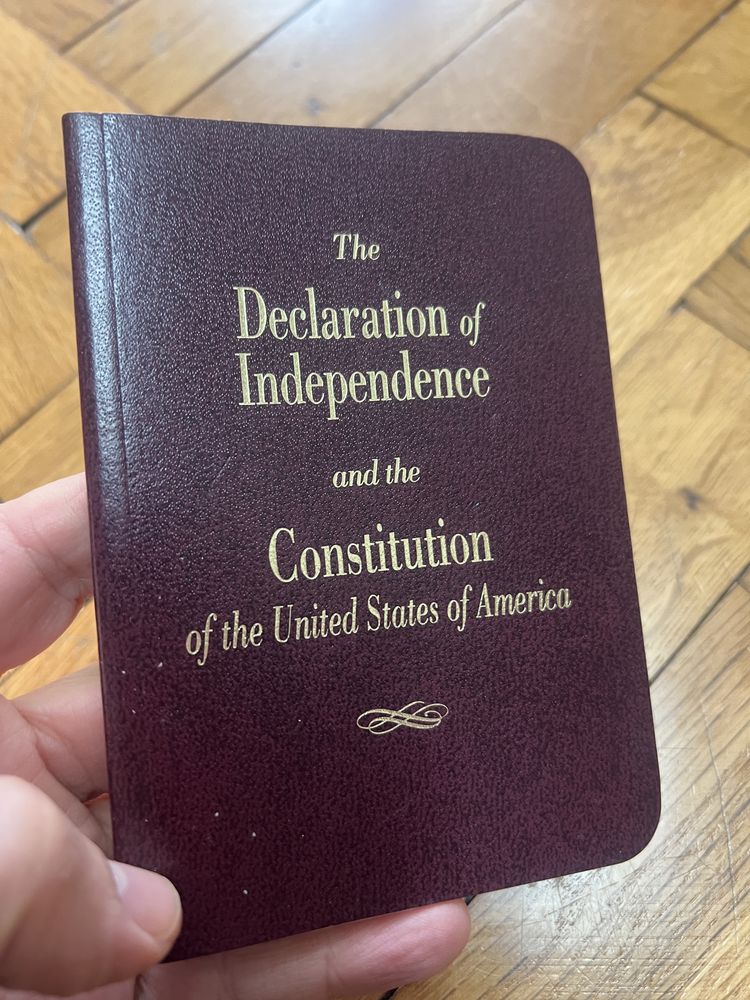 The
Declaration of
Independence
and the
Constitution
of the United States of America